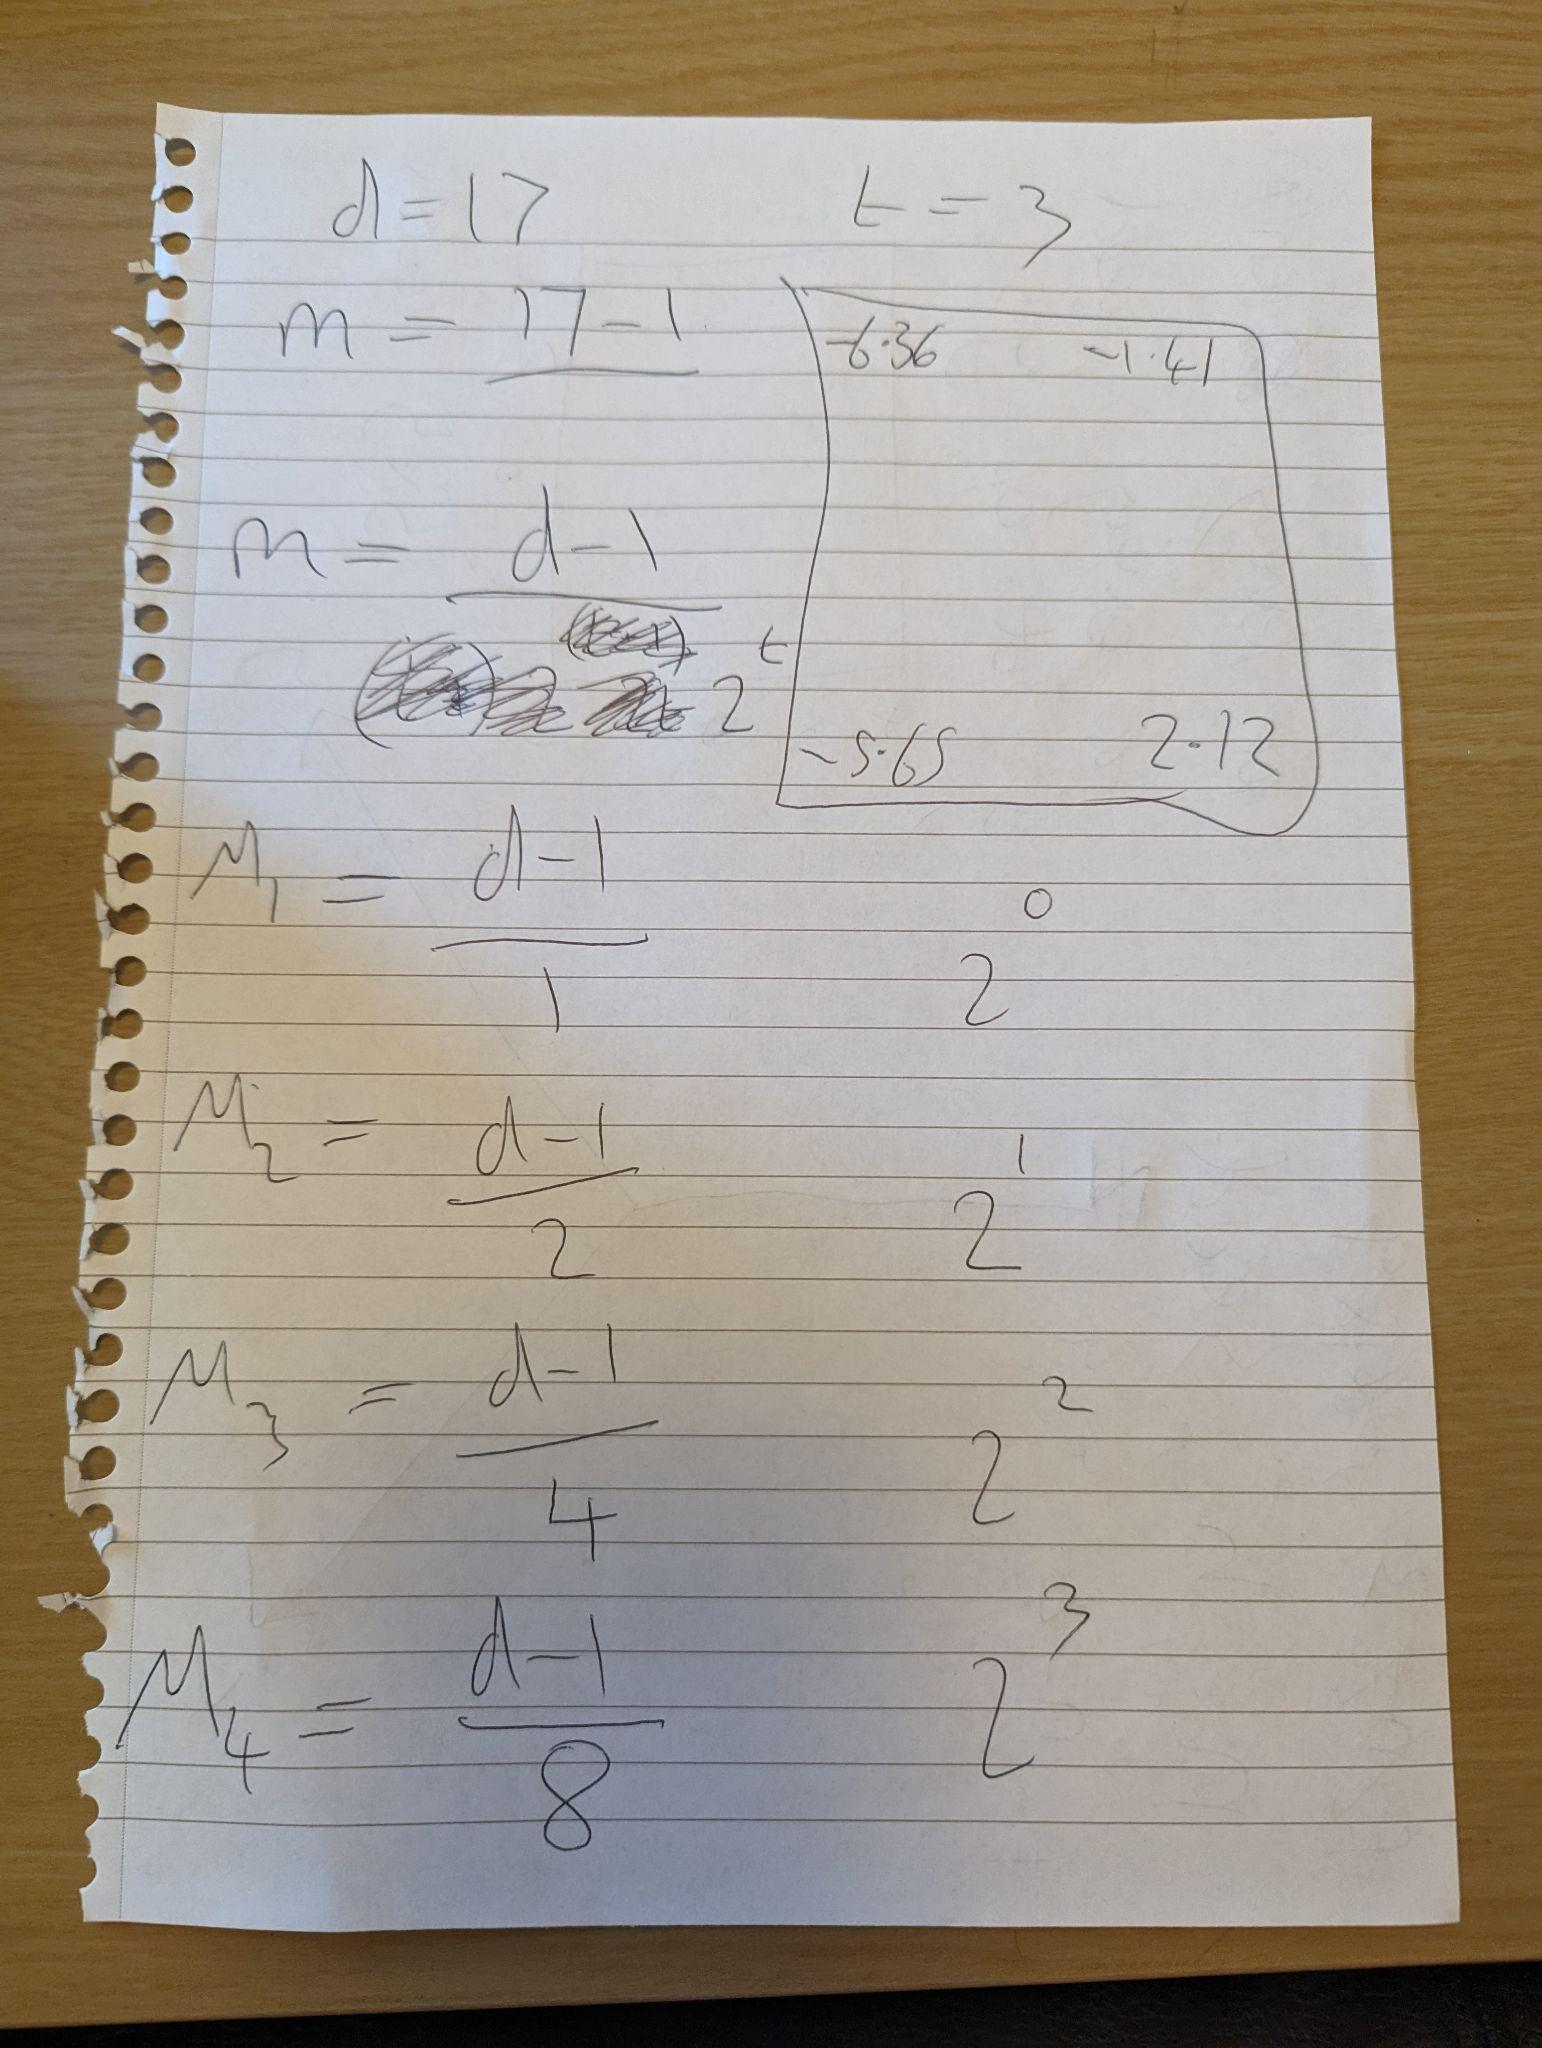 d = 17 t = 3
m = 17 - 1
-6.36 -1.41
m = d - 1
t
2
-5.65 2.12
M1 = d - 1
0
1 2
M2 = d - 1
1
2 2
M3 = d - 1
2
4 2
M4 = d - 1
3
8 2